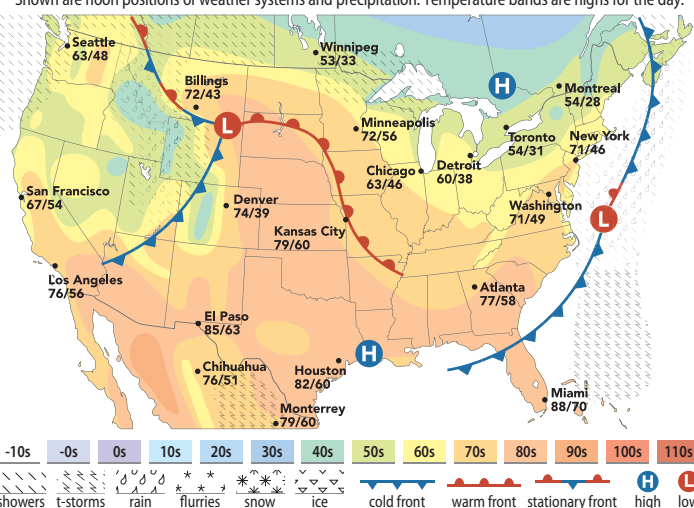 Shown are noon positions of weather systems and precipitation. Temperature bands are highs for the day.
Seattle
63/48
Winnipeg
53/33
Billings
72/43
H
Montreal
54/28
L
Minneapolis
72/56
Toronto
54/31
New York
71/46
Chicago
63/46
Detroit
60/38
San Francisco
67/54
Denver
74/39
Washington
71/49
Kansas City
79/60
L
Los Angeles
76/56
Atlanta
77/58
El Paso
85/63
H
Chihuahua
76/51
Houston
82/60
Miami
88/70
Monterrey
79/60
-10s -0s 0s 10s 20s 30s 40s 50s 60s 70s 80s 90s 100s 110s
showers t-storms rain flurries snow ice cold front warm front stationary front H high L low